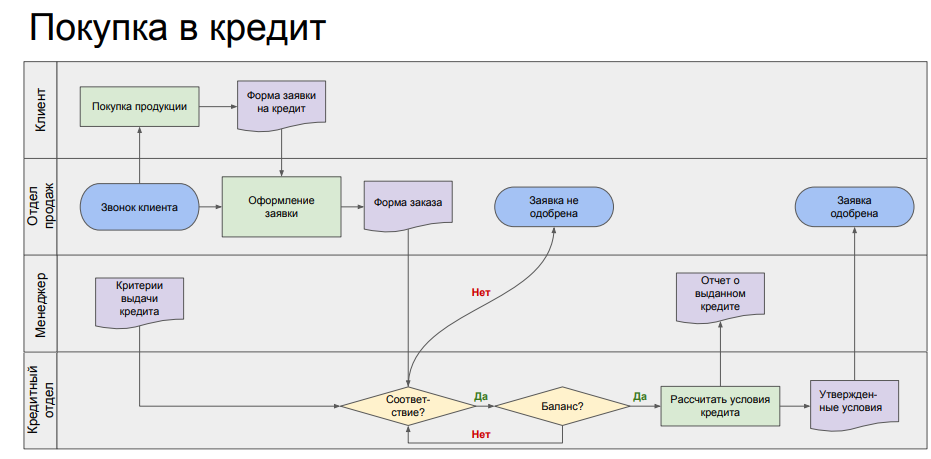 Покупка в кредит
Клиент
Покупка продукции
Форма заявки
на кредит
Отдел
продаж
Звонок клиента
Оформление
заявки
Форма заказа
Заявка не
одобрена
Заявка
одобрена
Менеджер
Критерии
выдачи
кредита
Нет
Отчет о
выданном
кредите
Кредитный
отдел
Соответ-
ствие?
Да
Баланс?
Да
Рассчитать условия
кредита
Утвержден-
ные условия
Нет